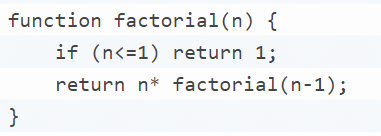 function factorial(n) {
    if (n<=1) return 1;
    return n* factorial(n-1);
}